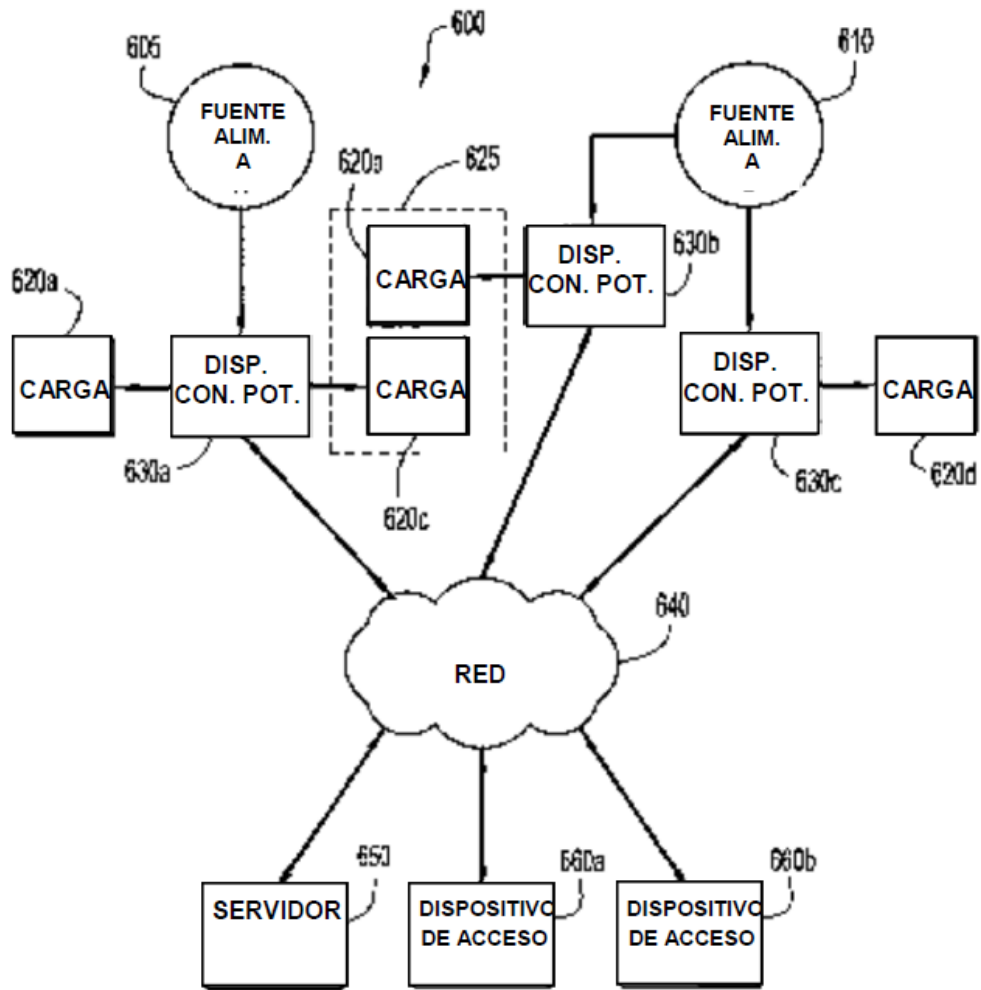 605
600
610
FUENTE
ALIM.
A
FUENTE
ALIM.
A
625
630b
CARGA
DISP.
CON. POT.
620a
CARGA
DISP.
CON. POT.
CARGA
DISP.
CON. POT.
CARGA
630a
620c
630c
620d
640
RED
650
660a
660b
SERVIDOR
DISPOSITIVO
DE ACCESO
DISPOSITIVO
DE ACCESO